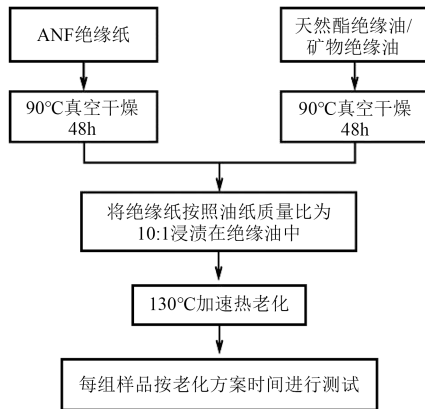 ANF绝缘纸
天然酯绝缘油/
矿物绝缘油
90℃真空干燥
48h
90℃真空干燥
48h
将绝缘纸按照油纸质量比为
10:1浸渍在绝缘油中
130℃加速热老化
每组样品按老化方案时间进行测试